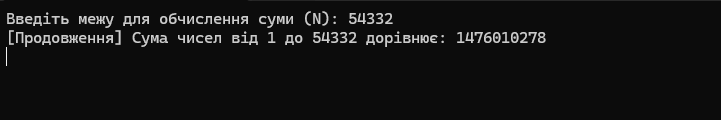 Введіть межу для обчислення суми (N): 54332
[Продовження] Сума чисел від 1 до 54332 дорівнює: 1476010278